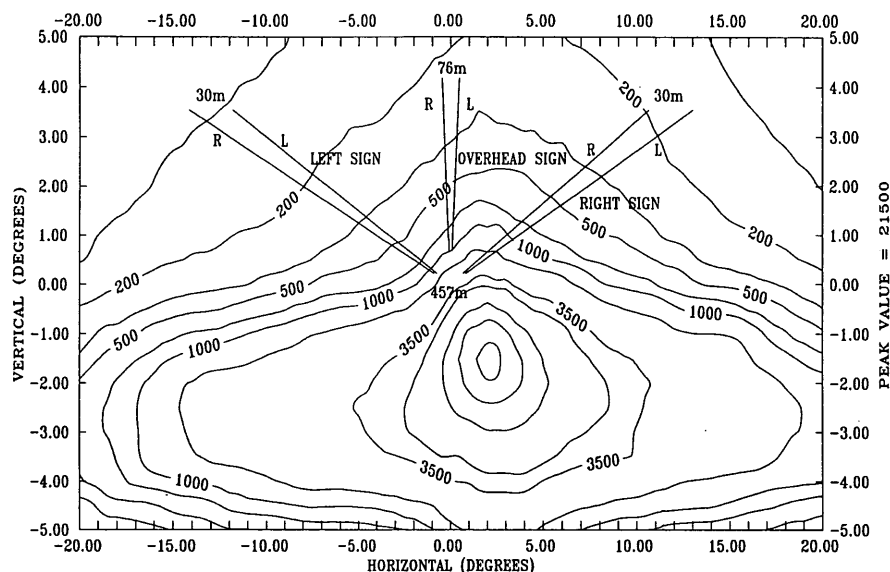 -20.00 -15.00 -10.00 -5.00 0.00 5.00 10.00 15.00 20.00
5.00 5.00
76m
4.00 200 4.00
30m 30m
R L
3.00 R L R L 3.00
LEFT SIGN OVERHEAD SIGN
2.00 200 500 RIGHT SIGN 2.00
500
1.00 1000 1.00
200
0.00 200 500 1000 500 0.00
457m
-1.00 500 1000 3500 -1.00
-2.00 -2.00
-3.00 -3.00
3500 3500
-4.00 1000 -4.00
-5.00 -5.00
-20.00 -15.00 -10.00 -5.00 0.00 5.00 10.00 15.00 20.00
HORIZONTAL (DEGREES)
VERTICAL (DEGREES)
PEAK VALUE = 21500